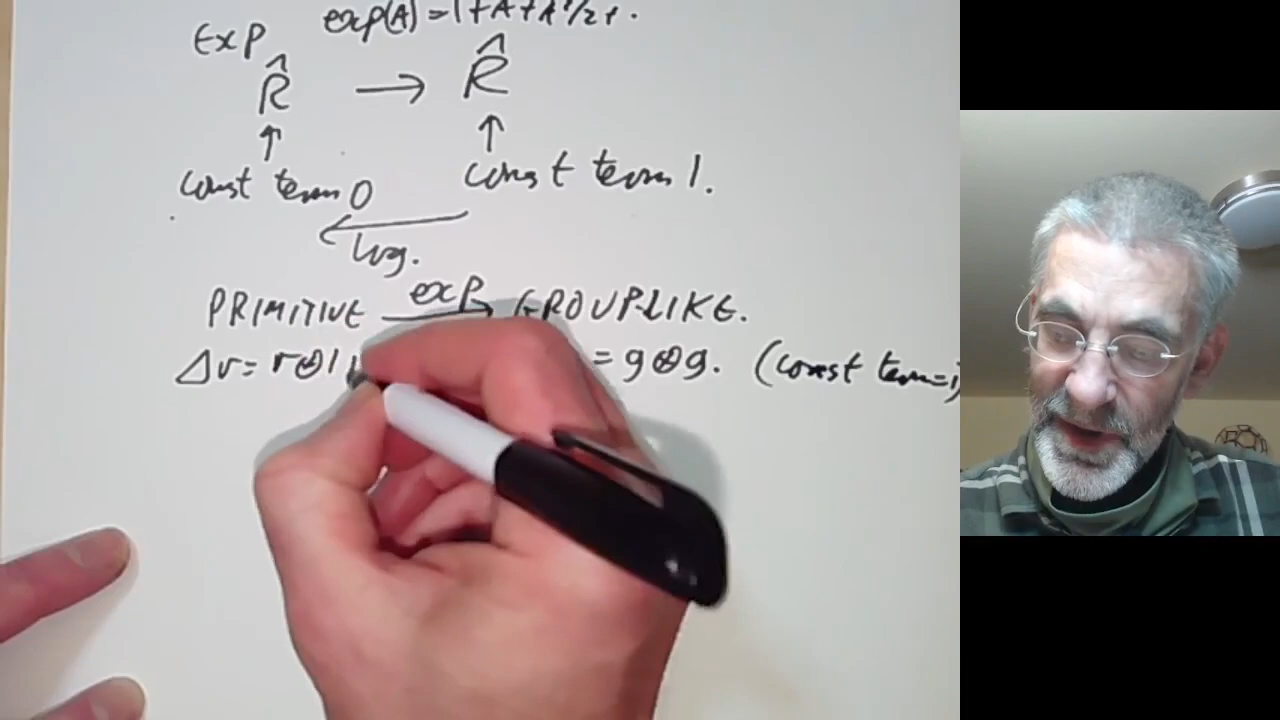 exp(A) = 1 + A + A²/2 + .
Exp
R̂ → R̂
↑ ↑
const term 0 const term 1.
← log.
PRIMITIVE exp → GROUPLIKE.
Δr = r⊗1 = g⊗g. (const term=1)